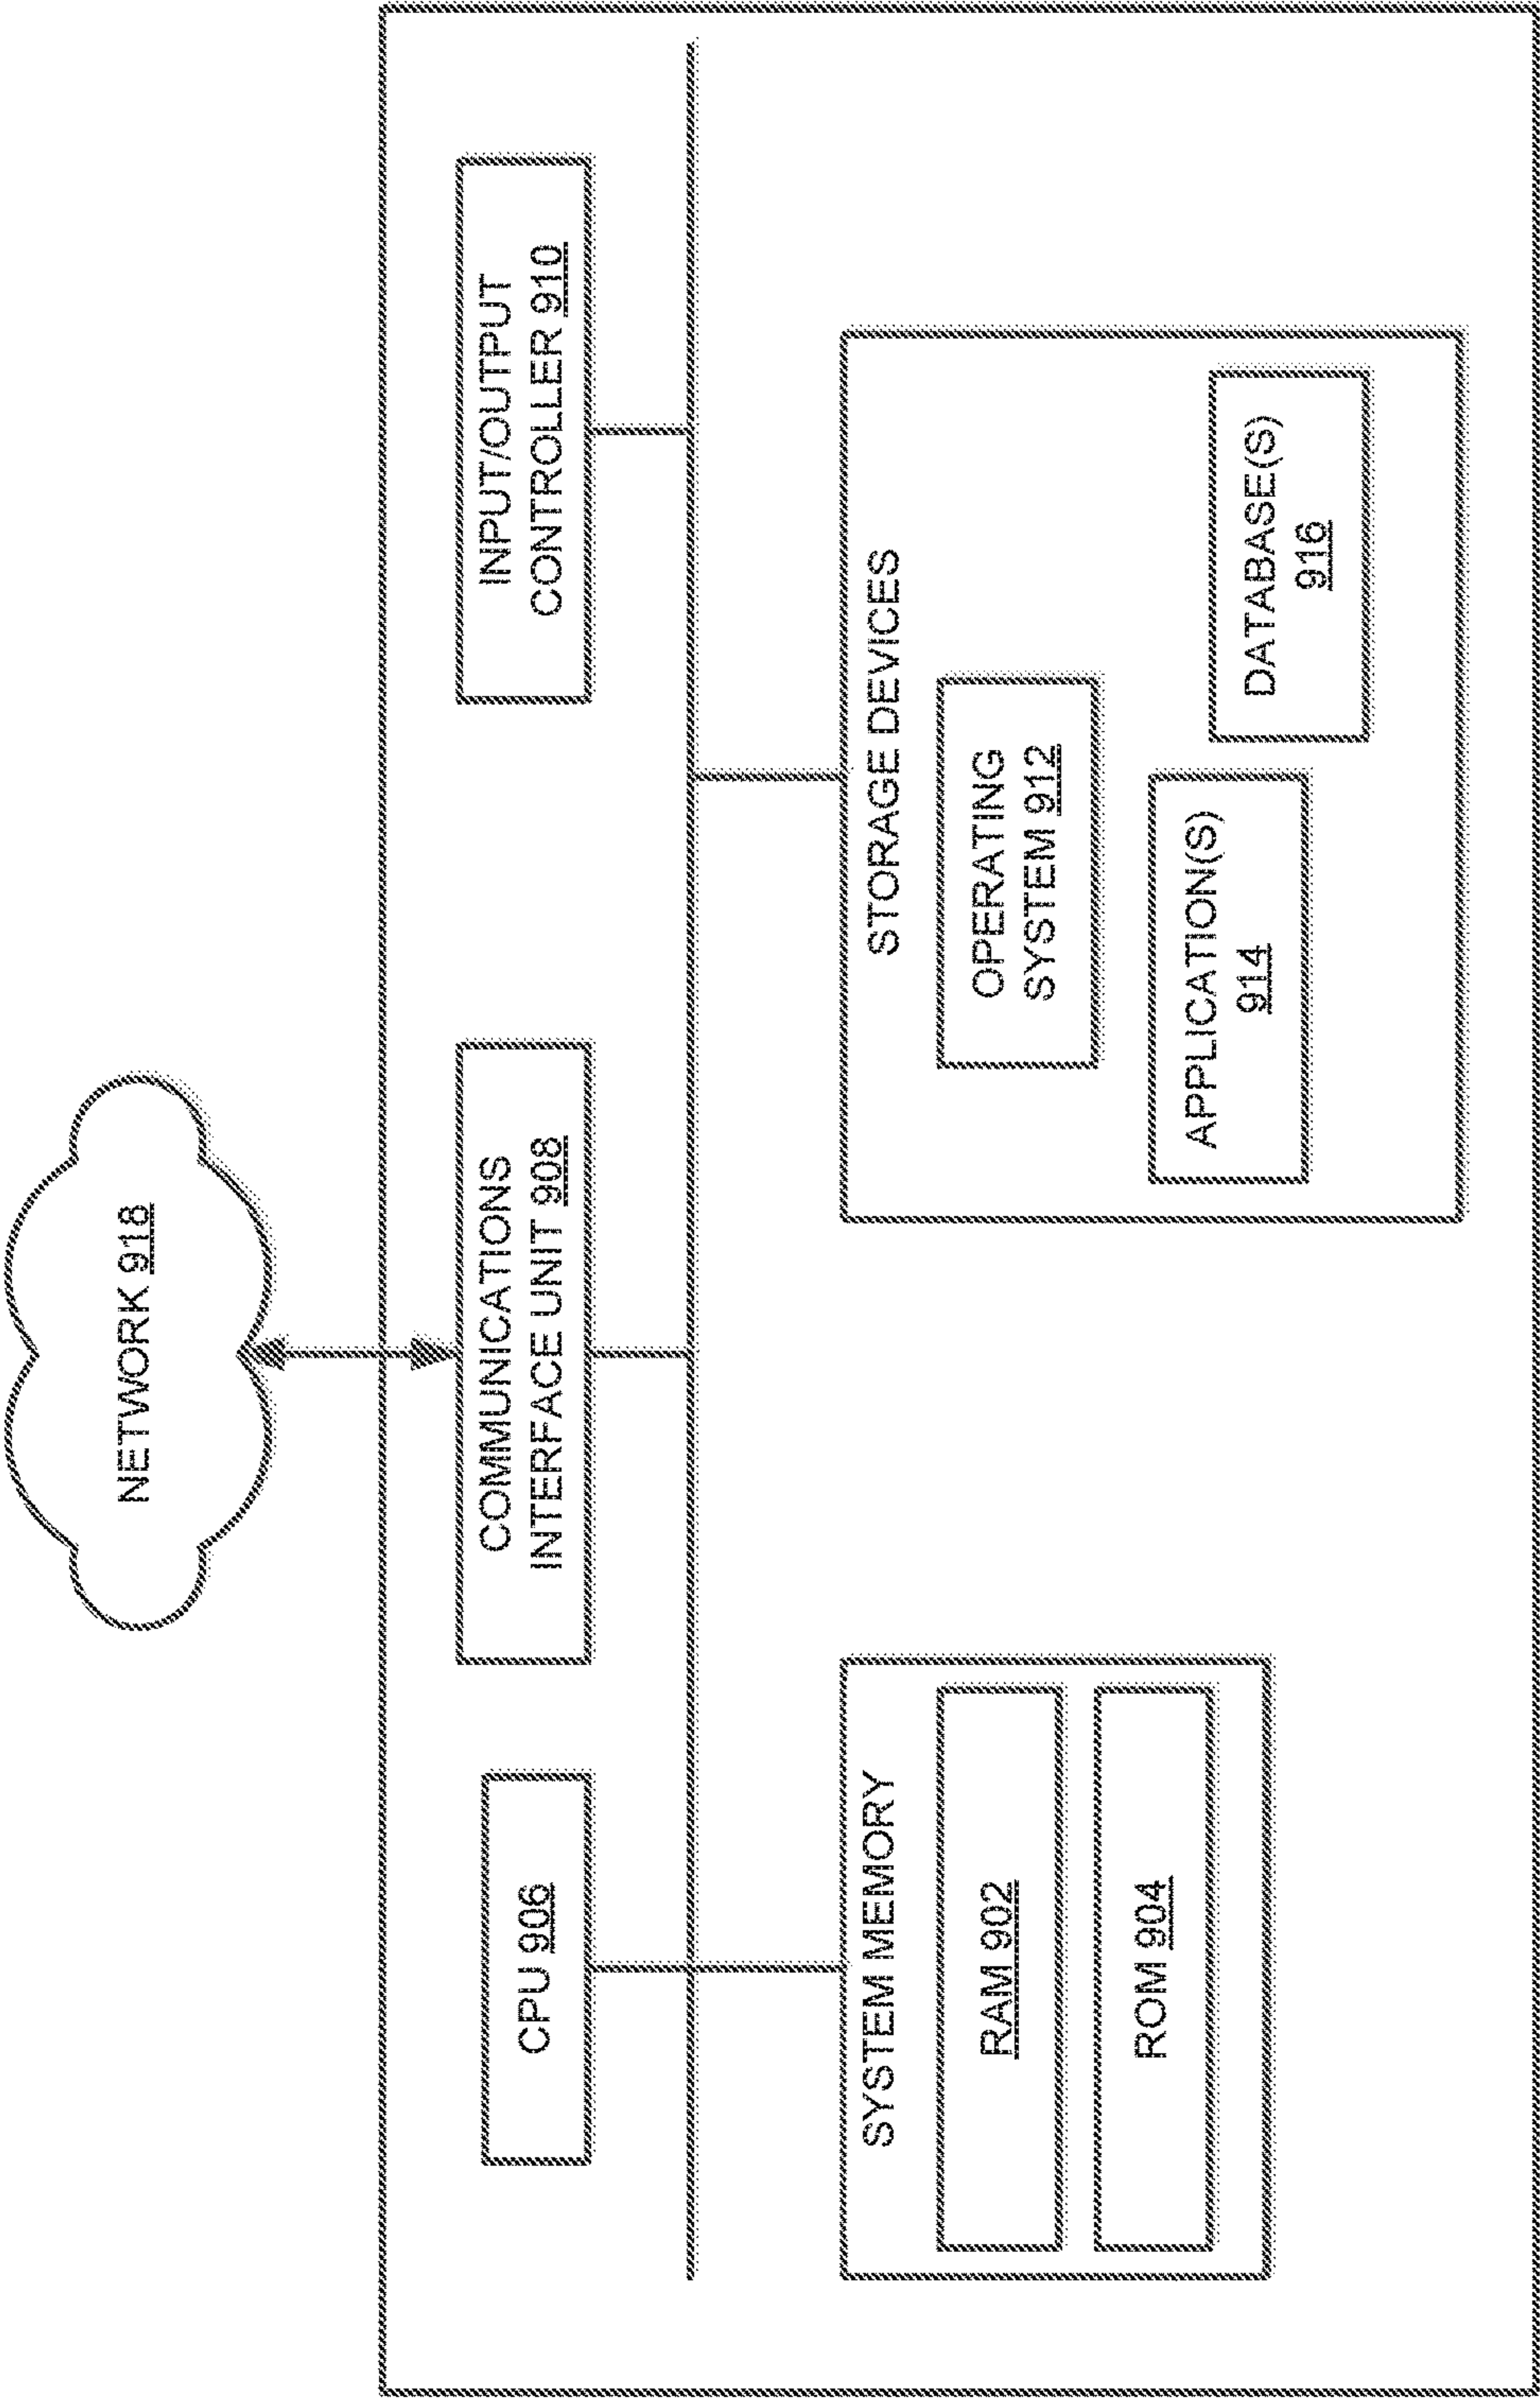 NETWORK 918
CPU 906
COMMUNICATIONS
INTERFACE UNIT 908
INPUT/OUTPUT
CONTROLLER 910
SYSTEM MEMORY
RAM 902
ROM 904
STORAGE DEVICES
OPERATING
SYSTEM 912
APPLICATION(S)
914
DATABASE(S)
916